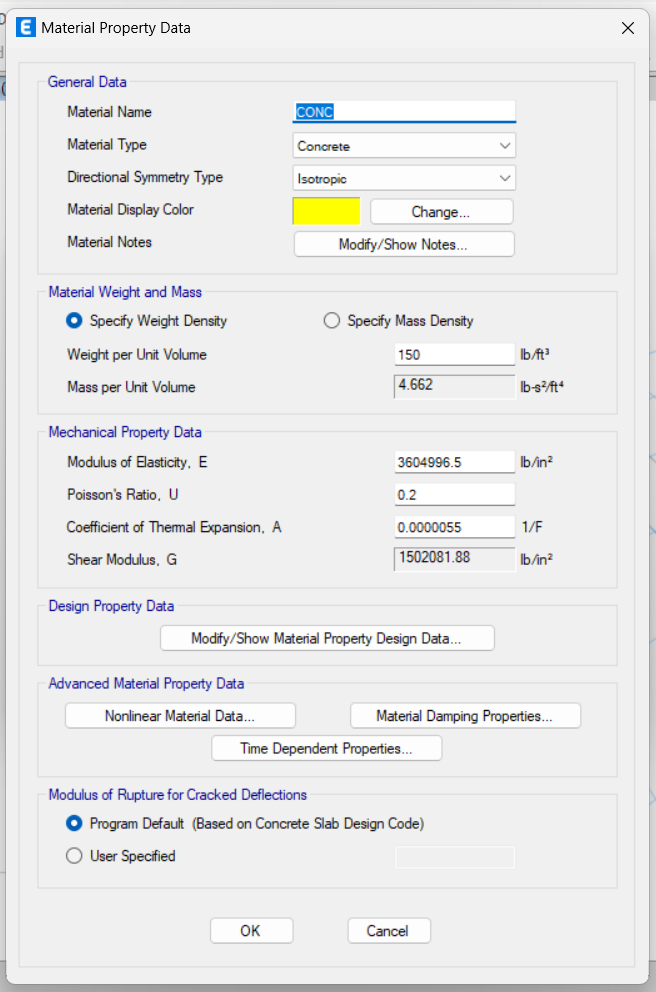 E Material Property Data
General Data
Material Name CONC
Material Type Concrete
Directional Symmetry Type Isotropic
Material Display Color Change...
Material Notes Modify/Show Notes...
Material Weight and Mass
Specify Weight Density Specify Mass Density
Weight per Unit Volume 150 lb/ft³
Mass per Unit Volume 4.662 lb-s²/ft⁴
Mechanical Property Data
Modulus of Elasticity, E 3604996.5 lb/in²
Poisson's Ratio, U 0.2
Coefficient of Thermal Expansion, A 0.0000055 1/F
Shear Modulus, G 1502081.88 lb/in²
Design Property Data
Modify/Show Material Property Design Data...
Advanced Material Property Data
Nonlinear Material Data... Material Damping Properties...
Time Dependent Properties...
Modulus of Rupture for Cracked Deflections
Program Default (Based on Concrete Slab Design Code)
User Specified
OK Cancel